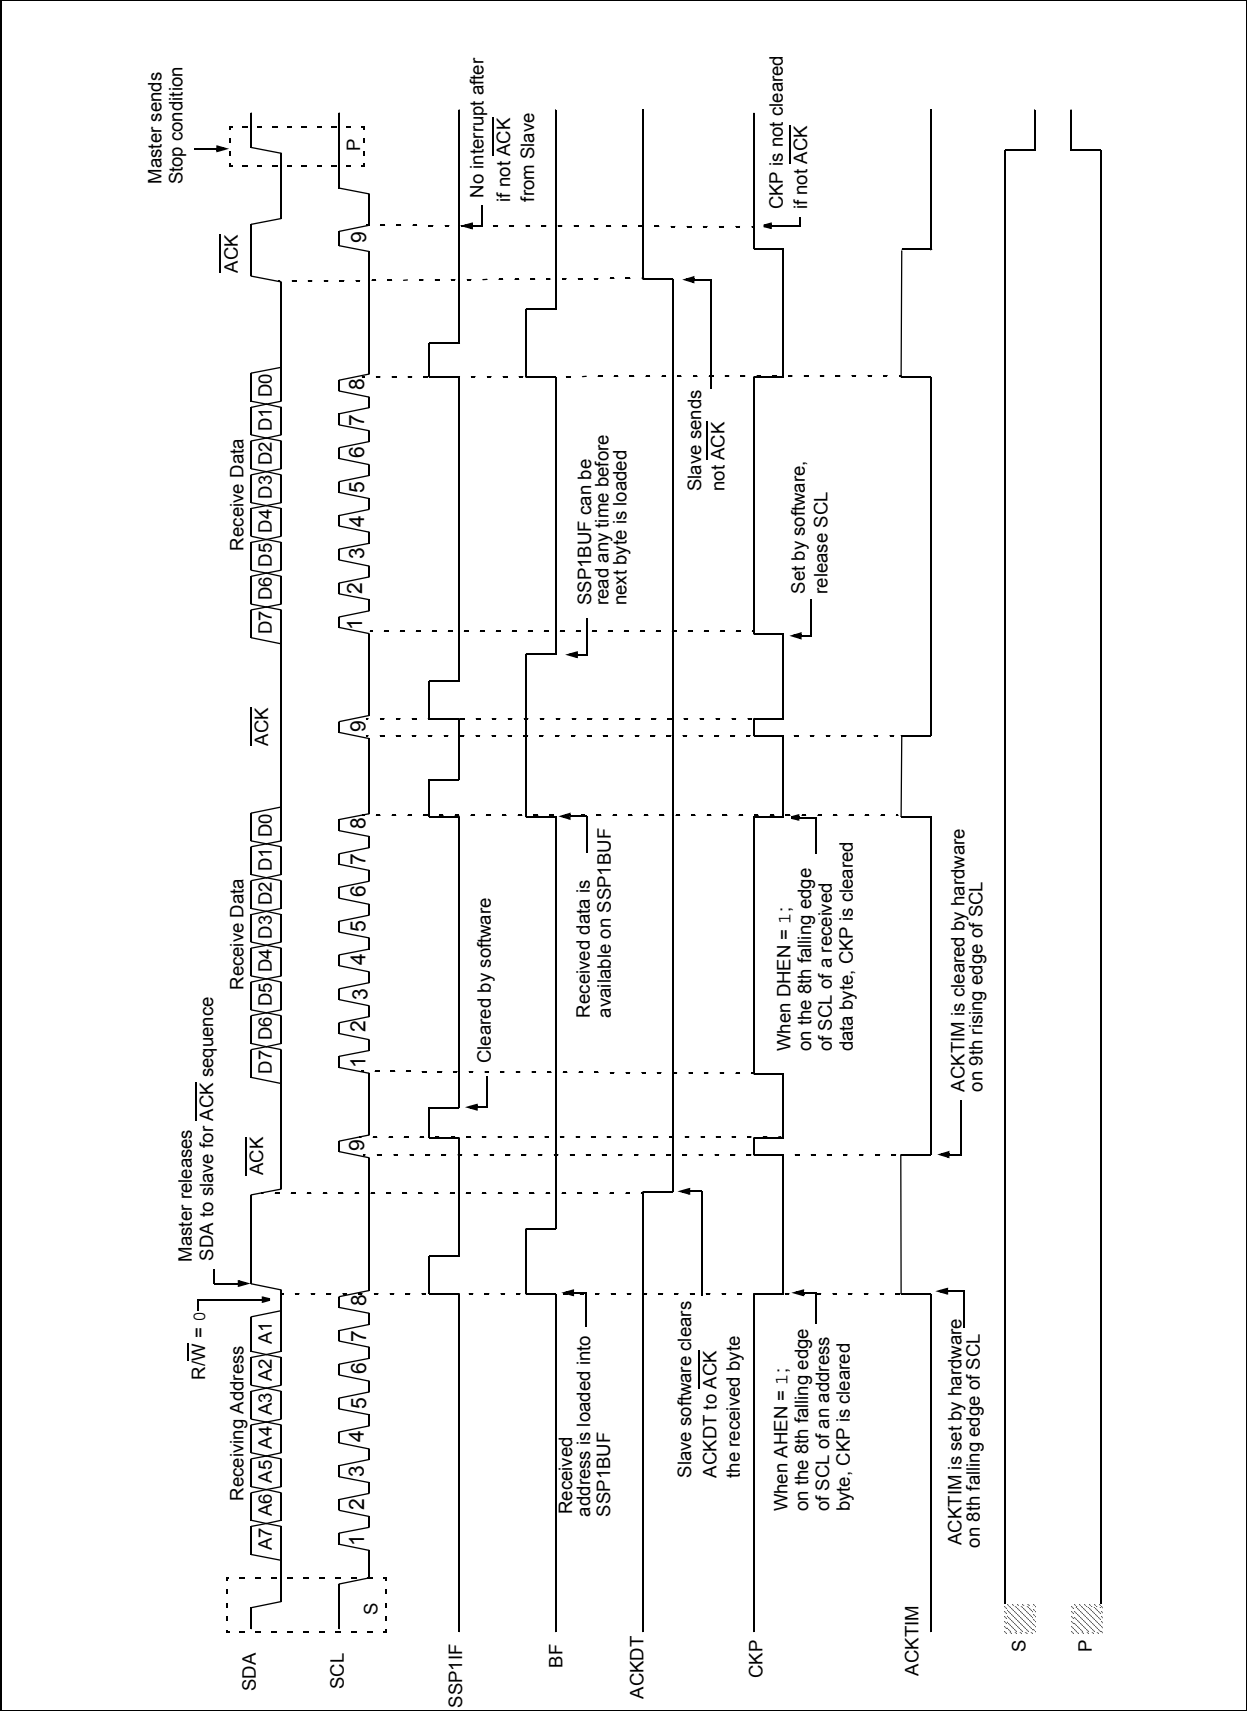 Master sends
Stop condition
Master releases
SDA to slave for ACK sequence
Receiving Address
R/W = 0
ACK
Receive Data
ACK
Receive Data
ACK
SDA
A7 A6 A5 A4 A3 A2 A1
D7 D6 D5 D4 D3 D2 D1 D0
D7 D6 D5 D4 D3 D2 D1 D0
SCL
S
1 2 3 4 5 6 7 8 9
1 2 3 4 5 6 7 8 9
1 2 3 4 5 6 7 8 9
P
SSP1IF
Cleared by software
No interrupt after
if not ACK
from Slave
BF
Received
address is loaded into
SSP1BUF
Received data is
available on SSP1BUF
SSP1BUF can be
read any time before
next byte is loaded
ACKDT
Slave software clears
ACKDT to ACK
the received byte
Slave sends
not ACK
CKP
When AHEN = 1;
on the 8th falling edge
of SCL of an address
byte, CKP is cleared
When DHEN = 1;
on the 8th falling edge
of SCL of a received
data byte, CKP is cleared
Set by software,
release SCL
CKP is not cleared
if not ACK
ACKTIM
ACKTIM is set by hardware
on 8th falling edge of SCL
ACKTIM is cleared by hardware
on 9th rising edge of SCL
S
P